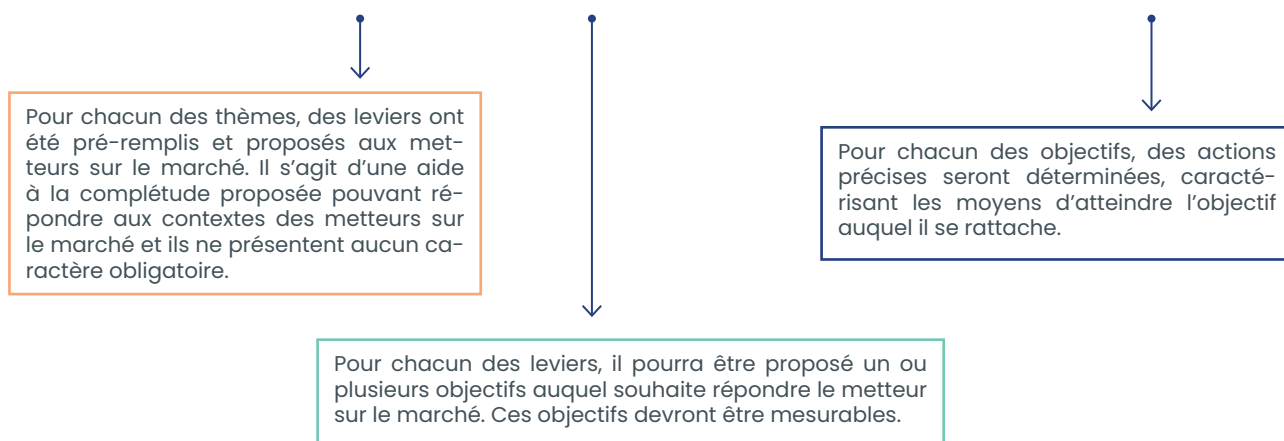 Pour chacun des thèmes, des leviers ont
été pré-remplis et proposés aux met-
teurs sur le marché. Il s’agit d’une aide
à la complétude proposée pouvant ré-
pondre aux contextes des metteurs sur
le marché et ils ne présentent aucun ca-
ractère obligatoire.
Pour chacun des objectifs, des actions
précises seront déterminées, caracté-
risant les moyens d’atteindre l’objectif
auquel il se rattache.
Pour chacun des leviers, il pourra être proposé un ou
plusieurs objectifs auquel souhaite répondre le metteur
sur le marché. Ces objectifs devront être mesurables.